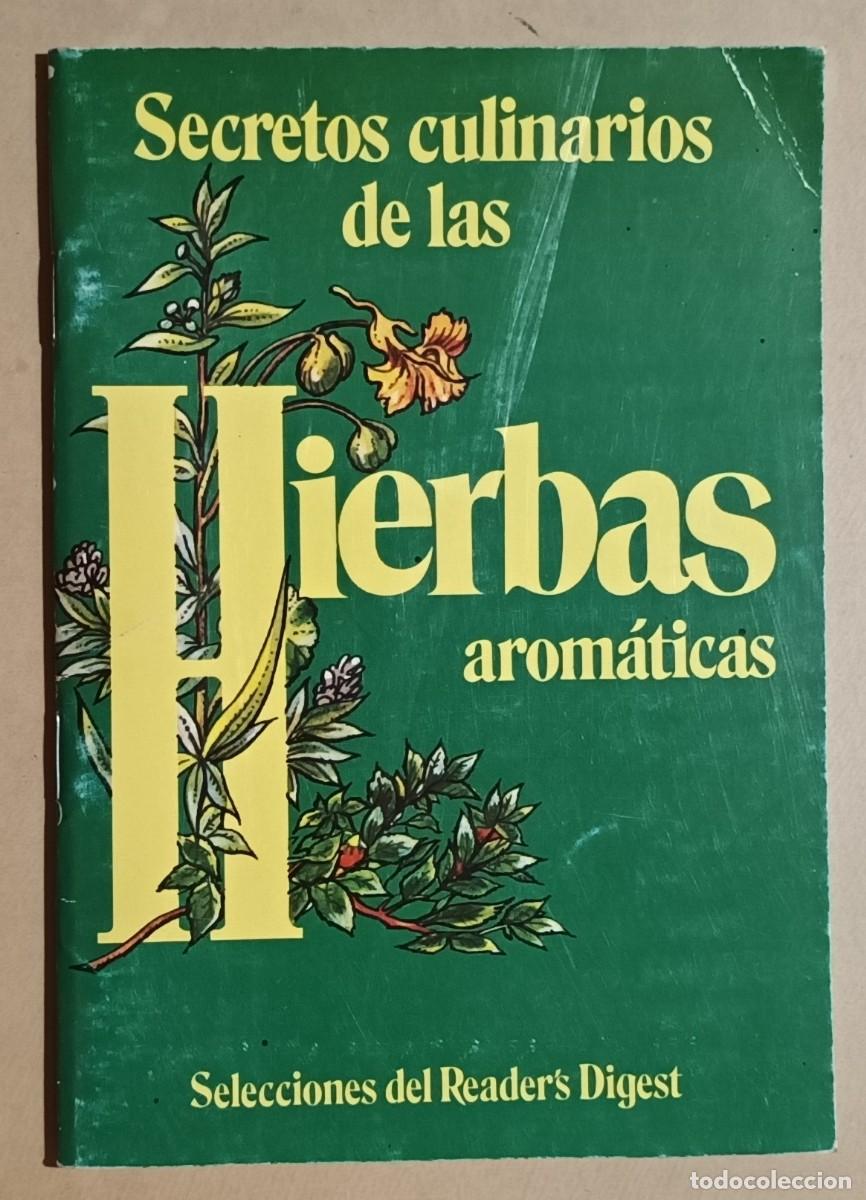 Secretos culinarios
de las
Hierbas
aromáticas
Selecciones del Reader's Digest
todocoleccion